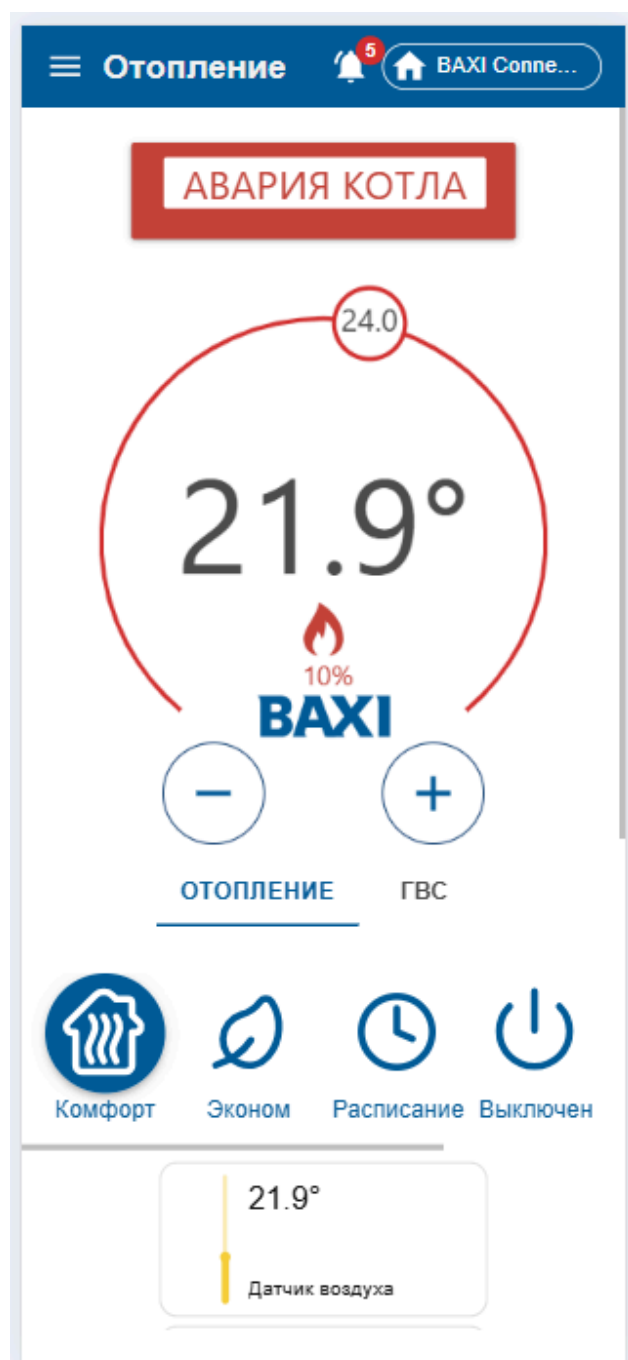 Отопление
5
BAXI Conne...
АВАРИЯ КОТЛА
24.0
21.9°
10%
BAXI
ОТОПЛЕНИЕ ГВС
Комфорт Эконом Расписание Выключен
21.9°
Датчик воздуха